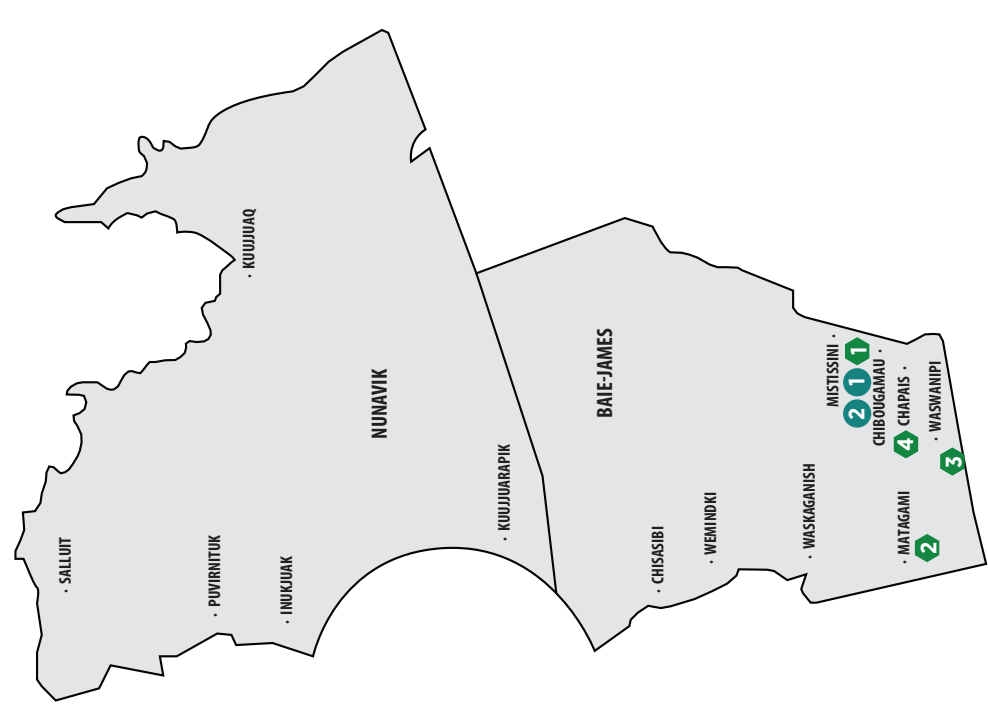 SALLUIT
PUVIRNITUK
INUKJUAK
KUUJJUAQ
NUNAVIK
KUUJJUARAPIK
BAIE-JAMES
CHISASIBI
WEMINDKI
WASKAGANISH
MISTISSINI
2 1 1
CHIBOUGAMAU
4 CHAPAIS
MATAGAMI
2
WASWANIPI
3